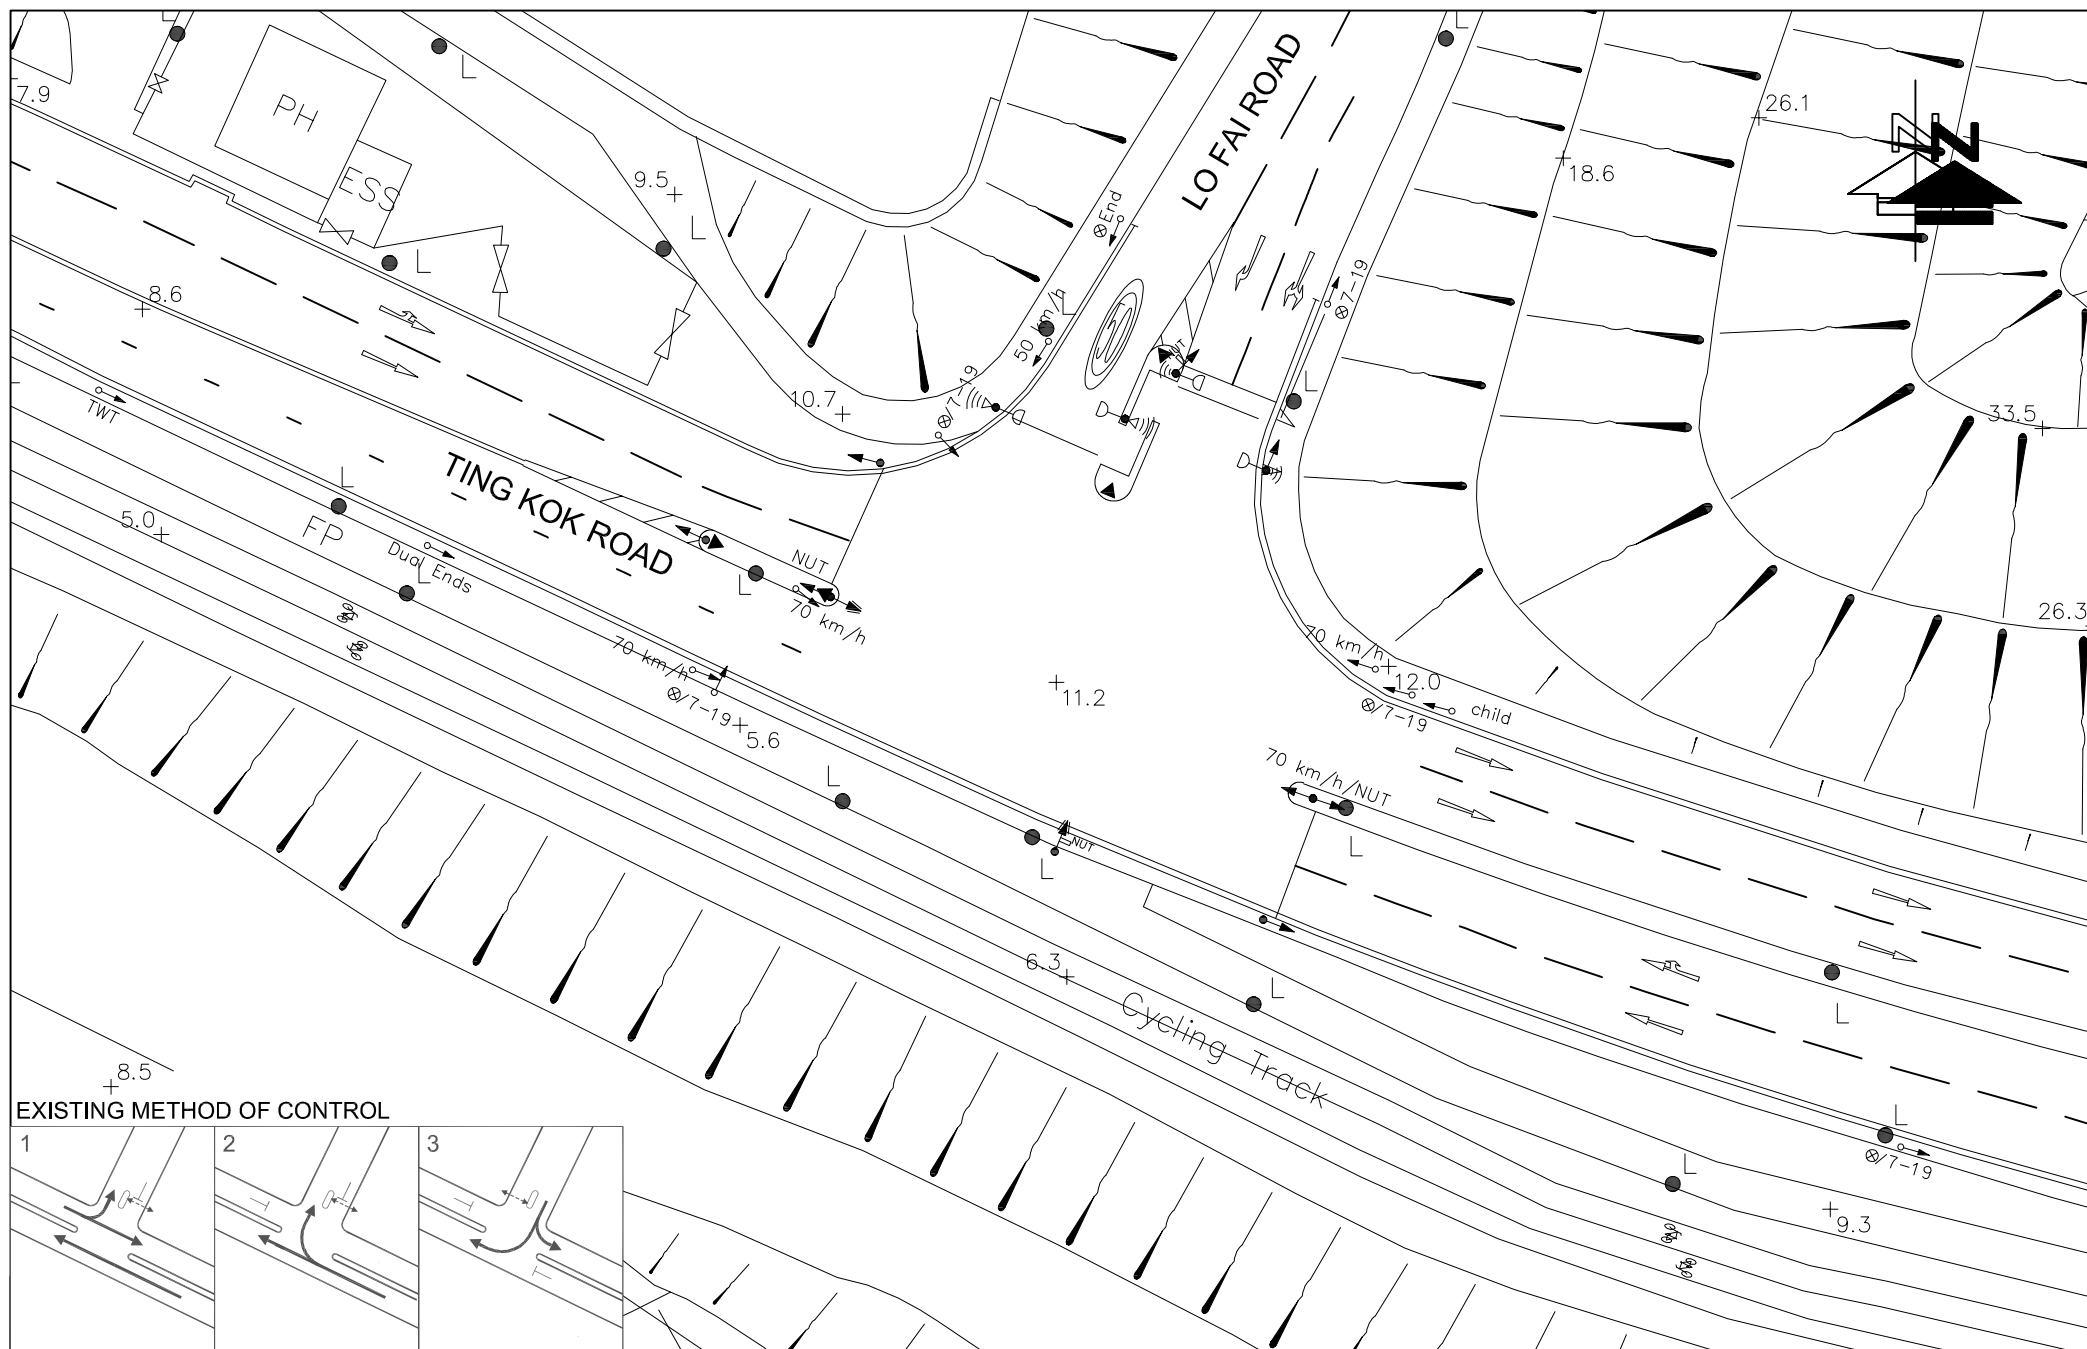 L
L
L
7.9
PH
26.1
N
LO FAI ROAD
18.6
ESS
9.5
L
⊗End
L
8.6
⊗/7-19
50 km/h
L
50
NUT
L
10.7
⊗/7-19
33.5
TWT
TING KOK ROAD
L
5.0
FP
Dual Ends
L
NUT
L
70 km/h
26.3
70 km/h
70 km/h
12.0
⊗/7-19
5.6
11.2
⊗/7-19
child
70 km/h/NUT
L
NUT
L
L
6.3
L
L
Cycling Track
8.5
EXISTING METHOD OF CONTROL
1
2
3
L
⊗/7-19
L
9.3